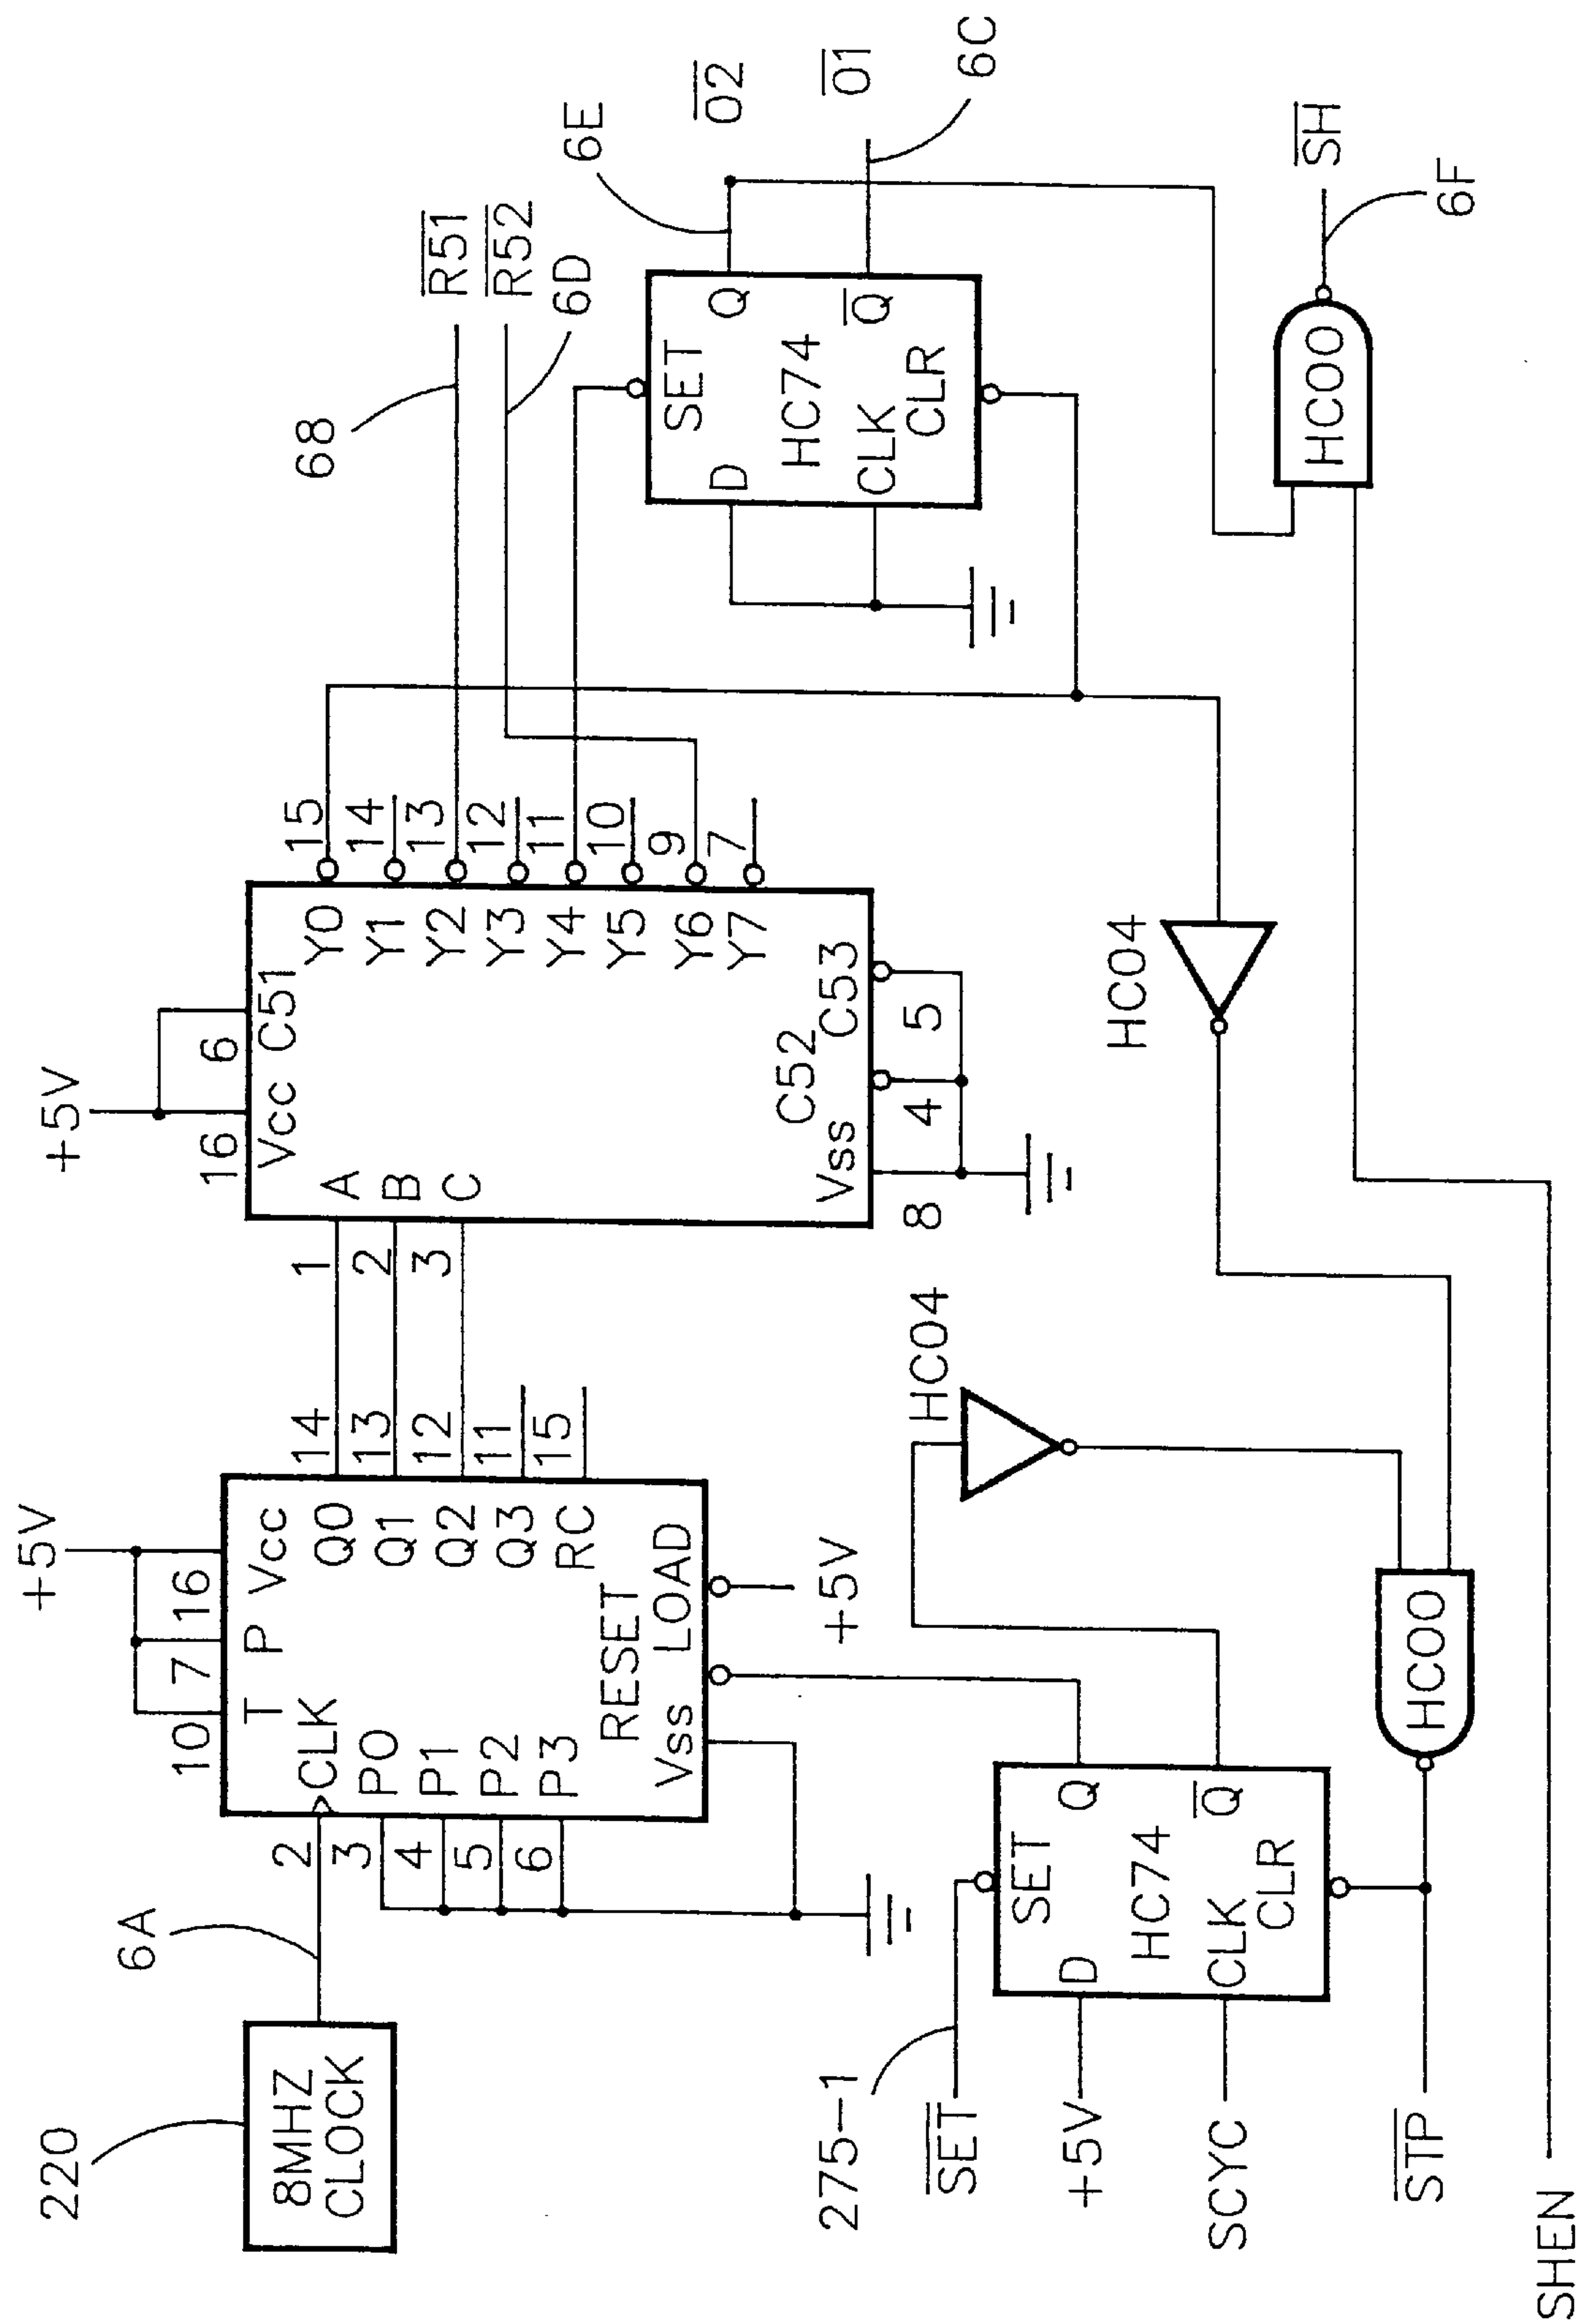 220
8MHZ
CLOCK
6A
+5V
10
7
16
T
P
Vcc
2
3
4
5
6
CLK
P0
P1
P2
P3
Q0
Q1
Q2
Q3
RC
RESET
LOAD
Vss
+5V
14
13
12
11
15
1
2
3
+5V
16
6
Vcc
C51
A
B
C
Y0
Y1
Y2
Y3
Y4
Y5
Y6
Y7
Vss
C52
C53
8
4
5
15
14
13
12
11
10
9
7
68
R51
R52
6D
6E
O2
O1
6C
SET
D
Q
HC74
CLK
Q
CLR
275-1
SET
+5V
SCYC
STP
SHEN
SET
D
Q
HC74
CLK
Q
CLR
HC04
HC00
HC04
HC00
SH
6F